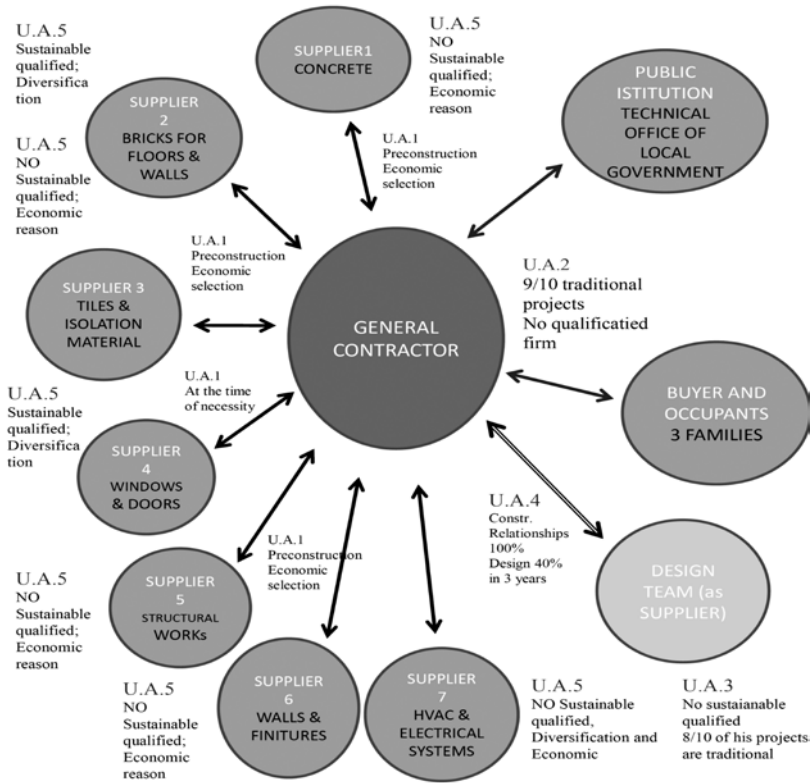 U.A.5
Sustainable
qualified;
Diversifica
tion
SUPPLIER1
CONCRETE
U.A.5
NO
Sustainable
qualified;
Economic
reason
PUBLIC
ISTITUTION
TECHNICAL
OFFICE OF
LOCAL
GOVERNMENT
SUPPLIER
2
BRICKS FOR
FLOORS &
WALLS
U.A.5
NO
Sustainable
qualified;
Economic
reason
U.A.1
Preconstruction
Economic
selection
U.A.1
Preconstruction
Economic
selection
SUPPLIER 3
TILES &
ISOLATION
MATERIAL
GENERAL
CONTRACTOR
U.A.2
9/10 traditional
projects
No qualificatied
firm
U.A.1
At the time
of necessity
BUYER AND
OCCUPANTS
3 FAMILIES
U.A.5
Sustainable
qualified;
Diversifica
tion
SUPPLIER
4
WINDOWS
& DOORS
U.A.4
Constr.
Relationships
100%
Design 40%
in 3 years
U.A.1
Preconstruction
Economic
selection
DESIGN
TEAM (as
SUPPLIER)
U.A.5
NO
Sustainable
qualified;
Economic
reason
SUPPLIER
5
STRUCTURAL
WORKs
U.A.5
NO
Sustainable
qualified;
Economic
reason
SUPPLIER
6
WALLS &
FINITURES
SUPPLIER
7
HVAC &
ELECTRICAL
SYSTEMS
U.A.5
NO Sustainable
qualified,
Diversification and
Economic
U.A.3
No sustaianable
qualified
8/10 of his projects
are traditional